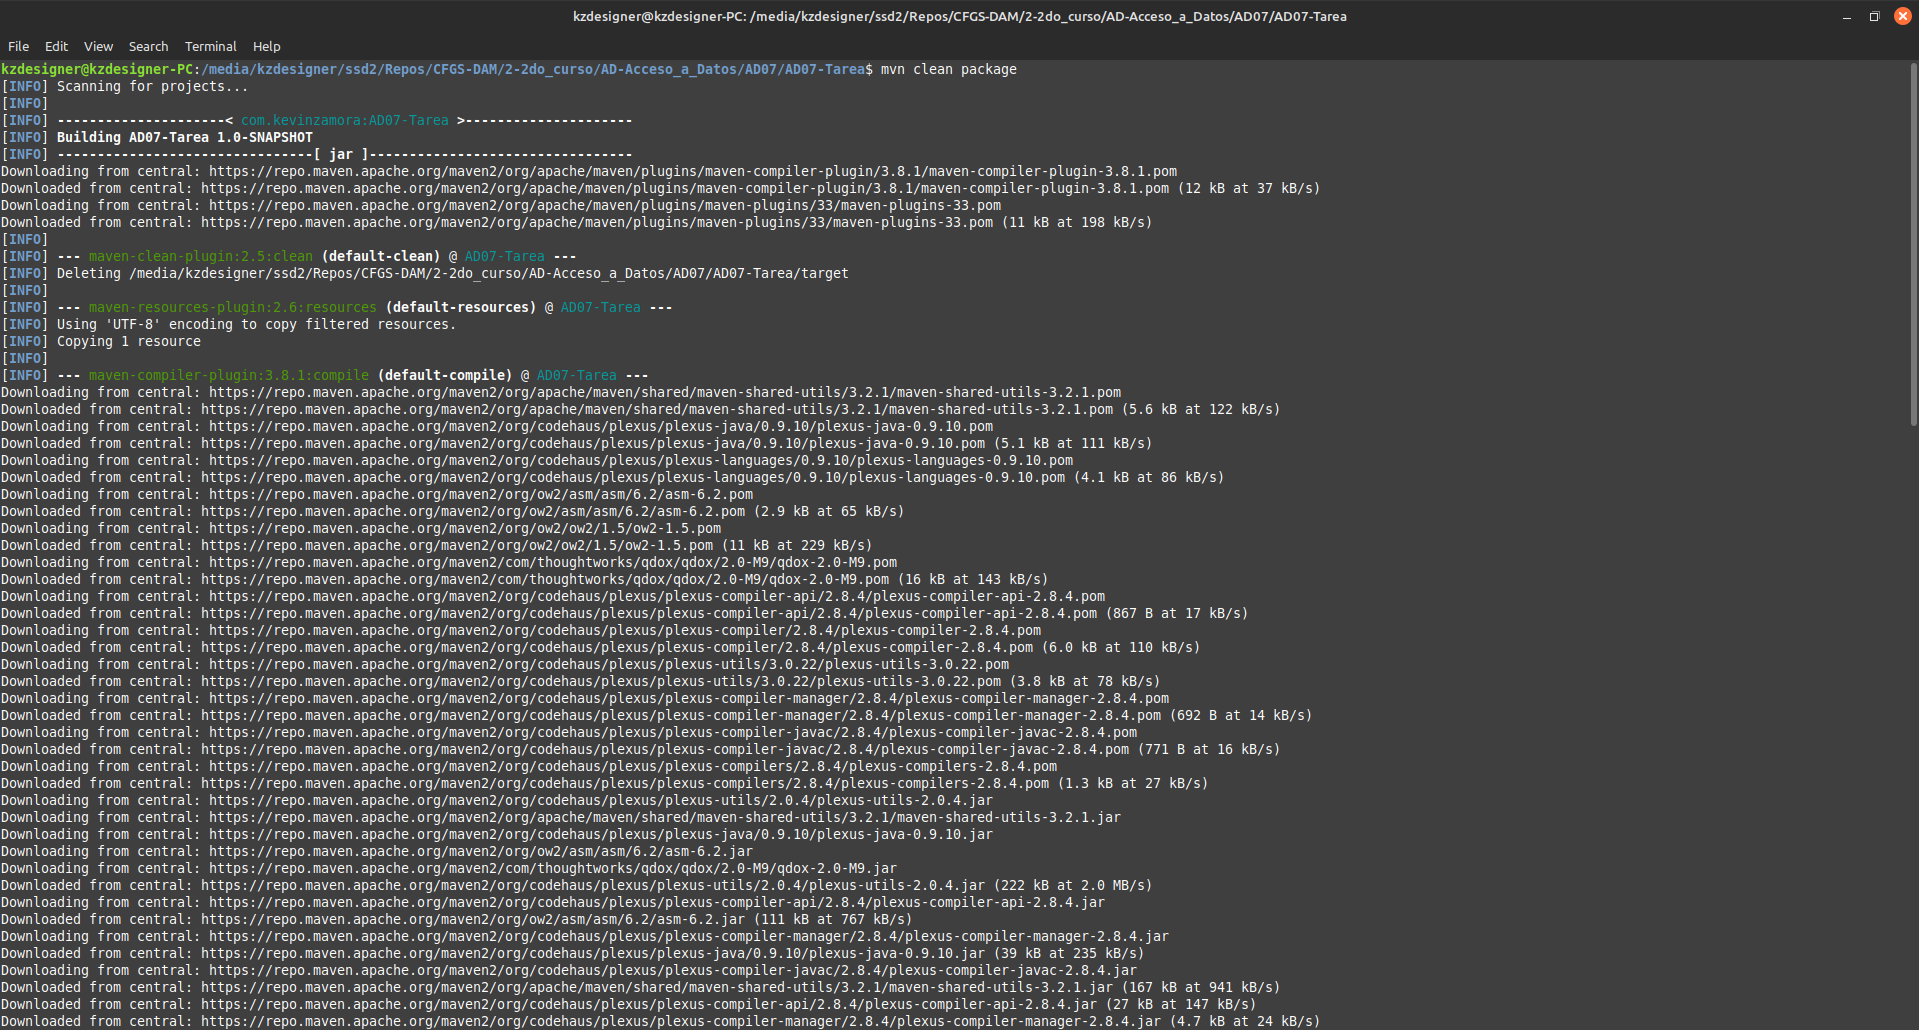 kzdesigner@kzdesigner-PC: /media/kzdesigner/ssd2/Repos/CFGS-DAM/2-2do_curso/AD-Acceso_a_Datos/AD07/AD07-Tarea
File Edit View Search Terminal Help
kzdesigner@kzdesigner-PC:/media/kzdesigner/ssd2/Repos/CFGS-DAM/2-2do_curso/AD-Acceso_a_Datos/AD07/AD07-Tarea$ mvn clean package
[INFO] Scanning for projects...
[INFO]
[INFO] ---------------------< com.kevinzamora:AD07-Tarea >---------------------
[INFO] Building AD07-Tarea 1.0-SNAPSHOT
[INFO] --------------------------------[ jar ]---------------------------------
Downloading from central: https://repo.maven.apache.org/maven2/org/apache/maven/plugins/maven-compiler-plugin/3.8.1/maven-compiler-plugin-3.8.1.pom
Downloaded from central: https://repo.maven.apache.org/maven2/org/apache/maven/plugins/maven-compiler-plugin/3.8.1/maven-compiler-plugin-3.8.1.pom (12 kB at 37 kB/s)
Downloading from central: https://repo.maven.apache.org/maven2/org/apache/maven/plugins/maven-plugins/33/maven-plugins-33.pom
Downloaded from central: https://repo.maven.apache.org/maven2/org/apache/maven/plugins/maven-plugins/33/maven-plugins-33.pom (11 kB at 198 kB/s)
[INFO]
[INFO] --- maven-clean-plugin:2.5:clean (default-clean) @ AD07-Tarea ---
[INFO] Deleting /media/kzdesigner/ssd2/Repos/CFGS-DAM/2-2do_curso/AD-Acceso_a_Datos/AD07/AD07-Tarea/target
[INFO]
[INFO] --- maven-resources-plugin:2.6:resources (default-resources) @ AD07-Tarea ---
[INFO] Using 'UTF-8' encoding to copy filtered resources.
[INFO] Copying 1 resource
[INFO]
[INFO] --- maven-compiler-plugin:3.8.1:compile (default-compile) @ AD07-Tarea ---
Downloading from central: https://repo.maven.apache.org/maven2/org/apache/maven/shared/maven-shared-utils/3.2.1/maven-shared-utils-3.2.1.pom
Downloaded from central: https://repo.maven.apache.org/maven2/org/apache/maven/shared/maven-shared-utils/3.2.1/maven-shared-utils-3.2.1.pom (5.6 kB at 122 kB/s)
Downloading from central: https://repo.maven.apache.org/maven2/org/codehaus/plexus/plexus-java/0.9.10/plexus-java-0.9.10.pom
Downloaded from central: https://repo.maven.apache.org/maven2/org/codehaus/plexus/plexus-java/0.9.10/plexus-java-0.9.10.pom (5.1 kB at 111 kB/s)
Downloading from central: https://repo.maven.apache.org/maven2/org/codehaus/plexus/plexus-languages/0.9.10/plexus-languages-0.9.10.pom
Downloaded from central: https://repo.maven.apache.org/maven2/org/codehaus/plexus/plexus-languages/0.9.10/plexus-languages-0.9.10.pom (4.1 kB at 86 kB/s)
Downloading from central: https://repo.maven.apache.org/maven2/org/ow2/asm/asm/6.2/asm-6.2.pom
Downloaded from central: https://repo.maven.apache.org/maven2/org/ow2/asm/asm/6.2/asm-6.2.pom (2.9 kB at 65 kB/s)
Downloading from central: https://repo.maven.apache.org/maven2/org/ow2/ow2/1.5/ow2-1.5.pom
Downloaded from central: https://repo.maven.apache.org/maven2/org/ow2/ow2/1.5/ow2-1.5.pom (11 kB at 229 kB/s)
Downloading from central: https://repo.maven.apache.org/maven2/com/thoughtworks/qdox/qdox/2.0-M9/qdox-2.0-M9.pom
Downloaded from central: https://repo.maven.apache.org/maven2/com/thoughtworks/qdox/qdox/2.0-M9/qdox-2.0-M9.pom (16 kB at 143 kB/s)
Downloading from central: https://repo.maven.apache.org/maven2/org/codehaus/plexus/plexus-compiler-api/2.8.4/plexus-compiler-api-2.8.4.pom
Downloaded from central: https://repo.maven.apache.org/maven2/org/codehaus/plexus/plexus-compiler-api/2.8.4/plexus-compiler-api-2.8.4.pom (867 B at 17 kB/s)
Downloading from central: https://repo.maven.apache.org/maven2/org/codehaus/plexus/plexus-compiler/2.8.4/plexus-compiler-2.8.4.pom
Downloaded from central: https://repo.maven.apache.org/maven2/org/codehaus/plexus/plexus-compiler/2.8.4/plexus-compiler-2.8.4.pom (6.0 kB at 110 kB/s)
Downloading from central: https://repo.maven.apache.org/maven2/org/codehaus/plexus/plexus-utils/3.0.22/plexus-utils-3.0.22.pom
Downloaded from central: https://repo.maven.apache.org/maven2/org/codehaus/plexus/plexus-utils/3.0.22/plexus-utils-3.0.22.pom (3.8 kB at 78 kB/s)
Downloading from central: https://repo.maven.apache.org/maven2/org/codehaus/plexus/plexus-compiler-manager/2.8.4/plexus-compiler-manager-2.8.4.pom
Downloaded from central: https://repo.maven.apache.org/maven2/org/codehaus/plexus/plexus-compiler-manager/2.8.4/plexus-compiler-manager-2.8.4.pom (692 B at 14 kB/s)
Downloading from central: https://repo.maven.apache.org/maven2/org/codehaus/plexus/plexus-compiler-javac/2.8.4/plexus-compiler-javac-2.8.4.pom
Downloaded from central: https://repo.maven.apache.org/maven2/org/codehaus/plexus/plexus-compiler-javac/2.8.4/plexus-compiler-javac-2.8.4.pom (771 B at 16 kB/s)
Downloading from central: https://repo.maven.apache.org/maven2/org/codehaus/plexus/plexus-compilers/2.8.4/plexus-compilers-2.8.4.pom
Downloaded from central: https://repo.maven.apache.org/maven2/org/codehaus/plexus/plexus-compilers/2.8.4/plexus-compilers-2.8.4.pom (1.3 kB at 27 kB/s)
Downloading from central: https://repo.maven.apache.org/maven2/org/codehaus/plexus/plexus-utils/2.0.4/plexus-utils-2.0.4.jar
Downloading from central: https://repo.maven.apache.org/maven2/org/apache/maven/shared/maven-shared-utils/3.2.1/maven-shared-utils-3.2.1.jar
Downloading from central: https://repo.maven.apache.org/maven2/org/codehaus/plexus/plexus-java/0.9.10/plexus-java-0.9.10.jar
Downloading from central: https://repo.maven.apache.org/maven2/org/ow2/asm/asm/6.2/asm-6.2.jar
Downloading from central: https://repo.maven.apache.org/maven2/com/thoughtworks/qdox/qdox/2.0-M9/qdox-2.0-M9.jar
Downloaded from central: https://repo.maven.apache.org/maven2/org/codehaus/plexus/plexus-utils/2.0.4/plexus-utils-2.0.4.jar (222 kB at 2.0 MB/s)
Downloading from central: https://repo.maven.apache.org/maven2/org/codehaus/plexus/plexus-compiler-api/2.8.4/plexus-compiler-api-2.8.4.jar
Downloaded from central: https://repo.maven.apache.org/maven2/org/ow2/asm/asm/6.2/asm-6.2.jar (111 kB at 767 kB/s)
Downloading from central: https://repo.maven.apache.org/maven2/org/codehaus/plexus/plexus-compiler-manager/2.8.4/plexus-compiler-manager-2.8.4.jar
Downloaded from central: https://repo.maven.apache.org/maven2/org/codehaus/plexus/plexus-java/0.9.10/plexus-java-0.9.10.jar (39 kB at 235 kB/s)
Downloading from central: https://repo.maven.apache.org/maven2/org/codehaus/plexus/plexus-compiler-javac/2.8.4/plexus-compiler-javac-2.8.4.jar
Downloaded from central: https://repo.maven.apache.org/maven2/org/apache/maven/shared/maven-shared-utils/3.2.1/maven-shared-utils-3.2.1.jar (167 kB at 941 kB/s)
Downloaded from central: https://repo.maven.apache.org/maven2/org/codehaus/plexus/plexus-compiler-api/2.8.4/plexus-compiler-api-2.8.4.jar (27 kB at 147 kB/s)
Downloaded from central: https://repo.maven.apache.org/maven2/org/codehaus/plexus/plexus-compiler-manager/2.8.4/plexus-compiler-manager-2.8.4.jar (4.7 kB at 24 kB/s)